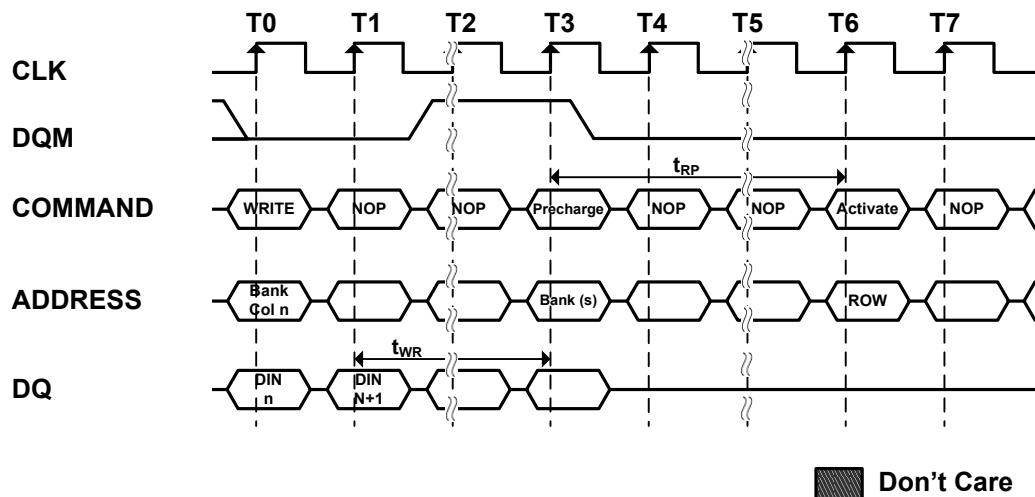 T0 T1 T2 T3 T4 T5 T6 T7
CLK
DQM
tRP
COMMAND WRITE NOP NOP Precharge NOP NOP Activate NOP
ADDRESS Bank Col n Bank (s) ROW
tWR
DQ DIN n DIN N+1
Don't Care